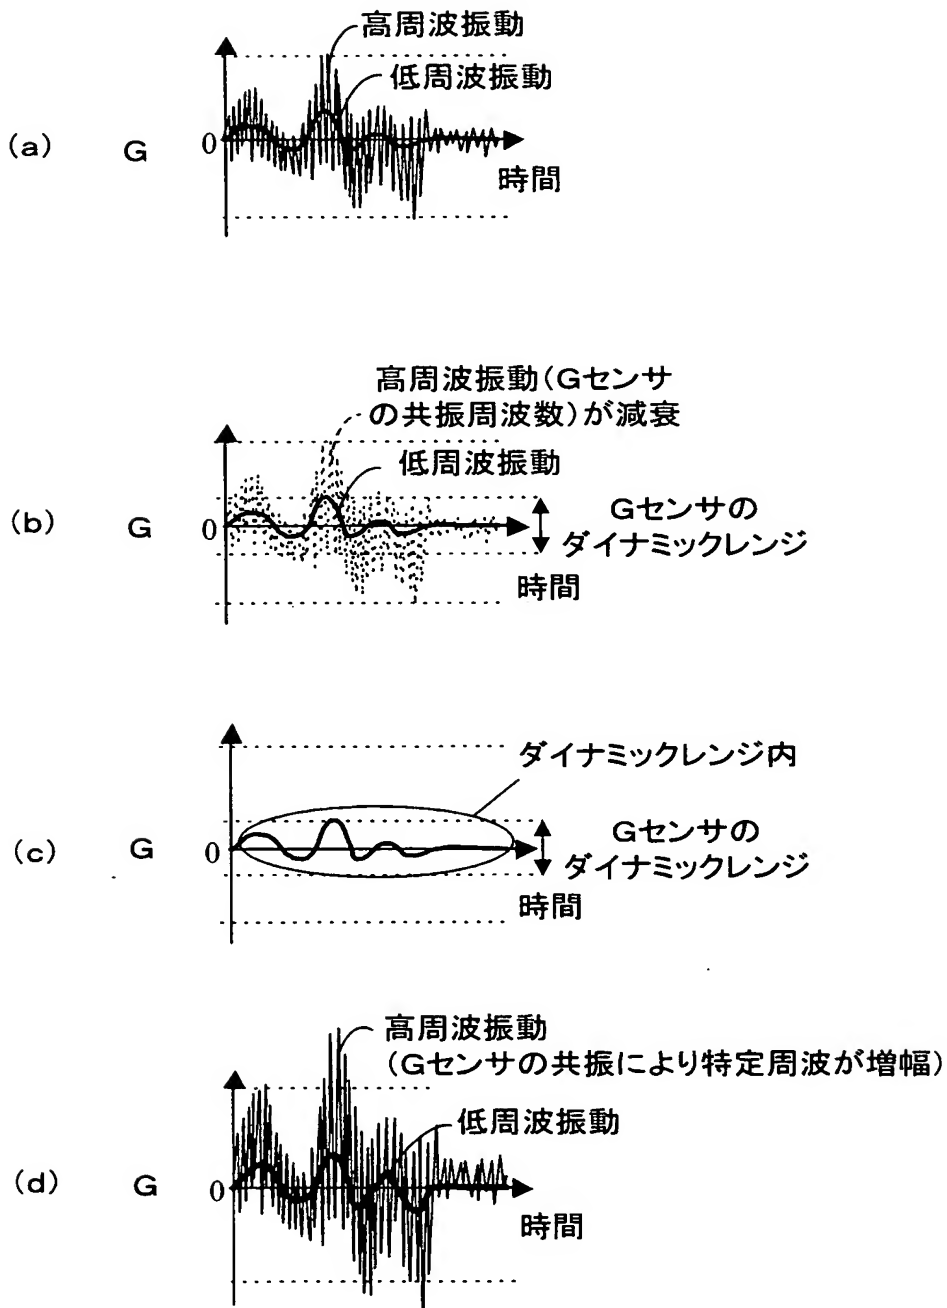 高周波振動
低周波振動
(a)
G
0
時間
高周波振動(Gセンサ
の共振周波数)が減衰
低周波振動
(b)
G
0
Gセンサの
ダイナミックレンジ
時間
ダイナミックレンジ内
(c)
G
0
Gセンサの
ダイナミックレンジ
時間
高周波振動
(Gセンサの共振により特定周波が増幅)
低周波振動
(d)
G
0
時間